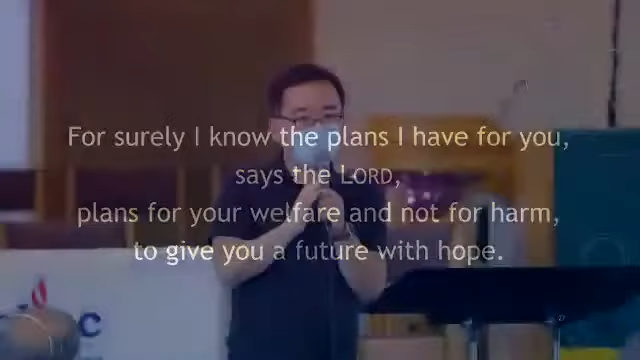 For surely I know the plans I have for you,
says the LORD,
plans for your welfare and not for harm,
to give you a future with hope.